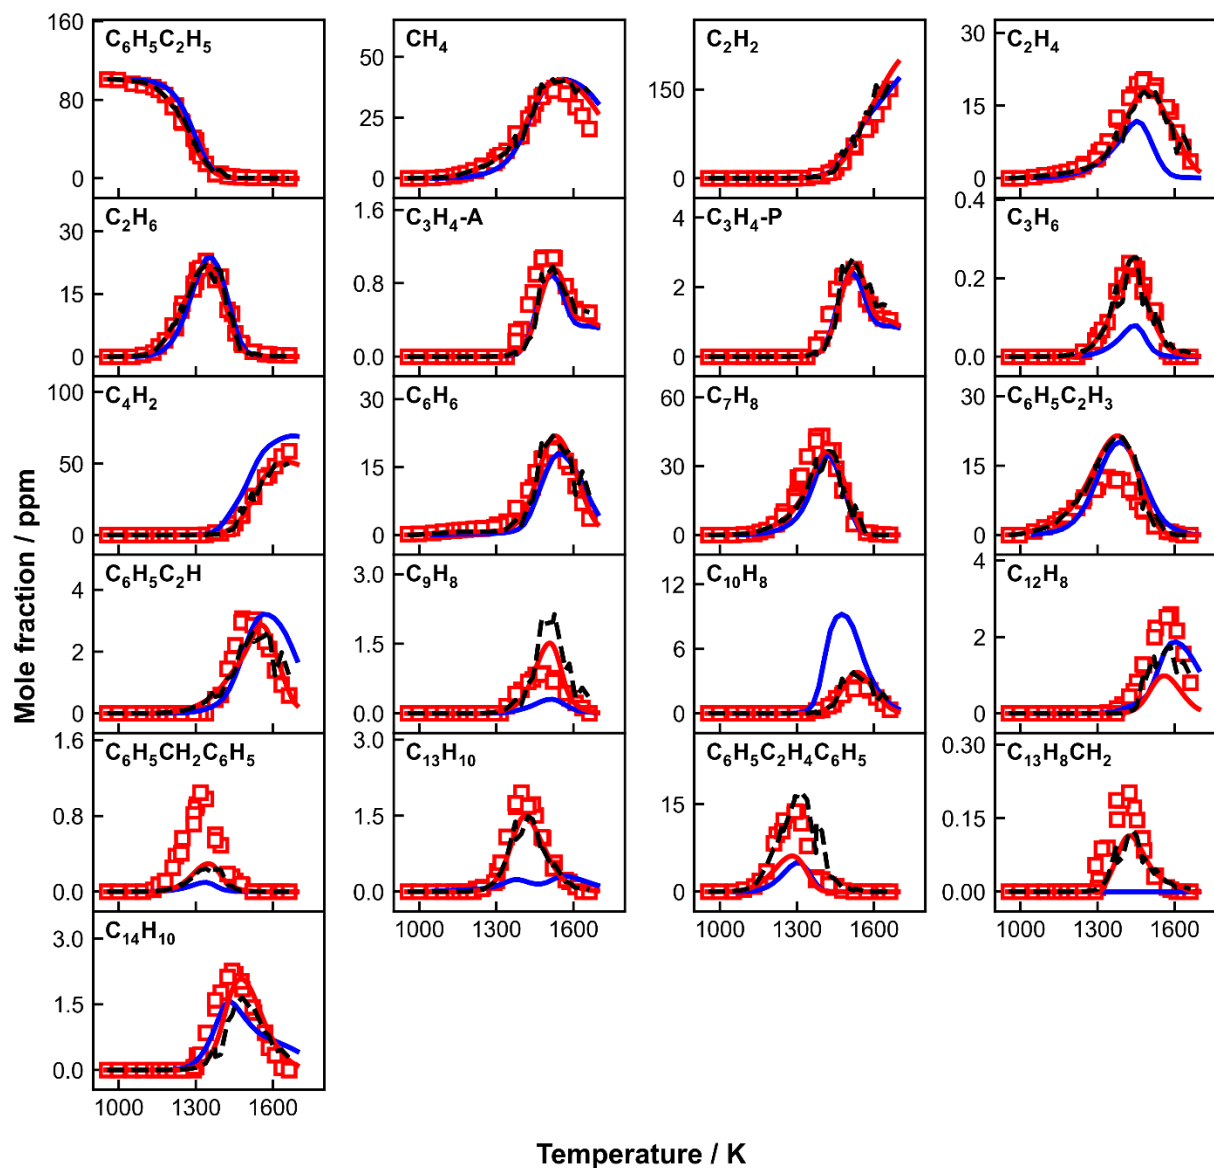 Mole fraction / ppm
C₆H₅C₂H₅
160
80
0
CH₄
50
25
0
C₂H₂
150
0
C₂H₄
30
15
0
C₂H₆
30
15
0
C₃H₄-A
1.6
0.8
0.0
C₃H₄-P
4
2
0
C₃H₆
0.4
0.2
0.0
C₄H₂
100
50
0
C₆H₆
30
15
0
C₇H₈
60
30
0
C₆H₅C₂H₃
30
15
0
C₆H₅C₂H
4
2
0
C₉H₈
3.0
1.5
0.0
C₁₀H₈
12
6
0
C₁₂H₈
4
2
0
C₆H₅CH₂C₆H₅
1.6
0.8
0.0
C₁₃H₁₀
3.0
1.5
0.0
1000 1300 1600
C₆H₅C₂H₄C₆H₅
15
0
1000 1300 1600
C₁₃H₈CH₂
0.30
0.15
0.00
1000 1300 1600
C₁₄H₁₀
3.0
1.5
0.0
1000 1300 1600
Temperature / K